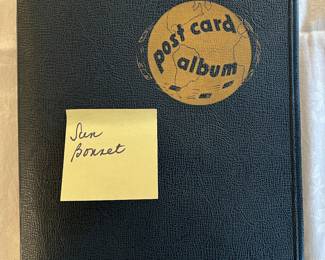 post card
album
Sun
Bonnet